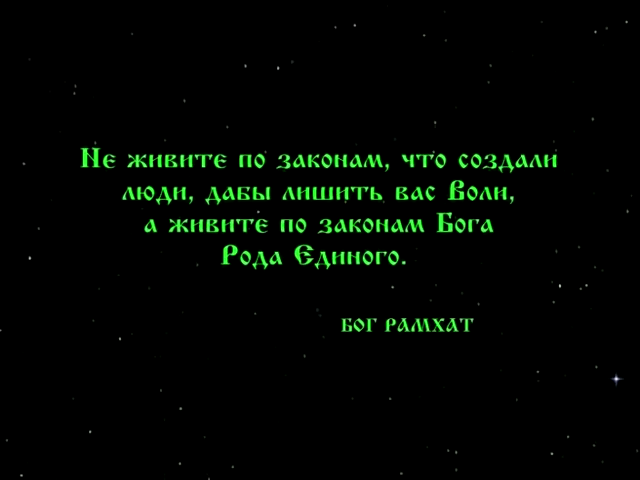 Не живите по законам, что создали
люди, дабы лишить вас Воли,
а живите по законам Бога
Рода Единого.
БОГ РАМХАТ